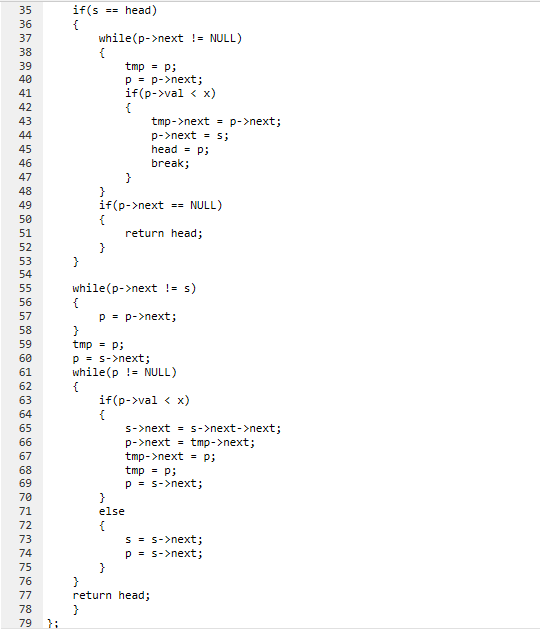 35 if(s == head)
36 {
37 while(p->next != NULL)
38 {
39 tmp = p;
40 p = p->next;
41 if(p->val < x)
42 {
43 tmp->next = p->next;
44 p->next = s;
45 head = p;
46 break;
47 }
48 }
49 if(p->next == NULL)
50 {
51 return head;
52 }
53 }
54
55 while(p->next != s)
56 {
57 p = p->next;
58 }
59 tmp = p;
60 p = s->next;
61 while(p != NULL)
62 {
63 if(p->val < x)
64 {
65 s->next = s->next->next;
66 p->next = tmp->next;
67 tmp->next = p;
68 tmp = p;
69 p = s->next;
70 }
71 else
72 {
73 s = s->next;
74 p = s->next;
75 }
76 }
77 return head;
78 }
79 };